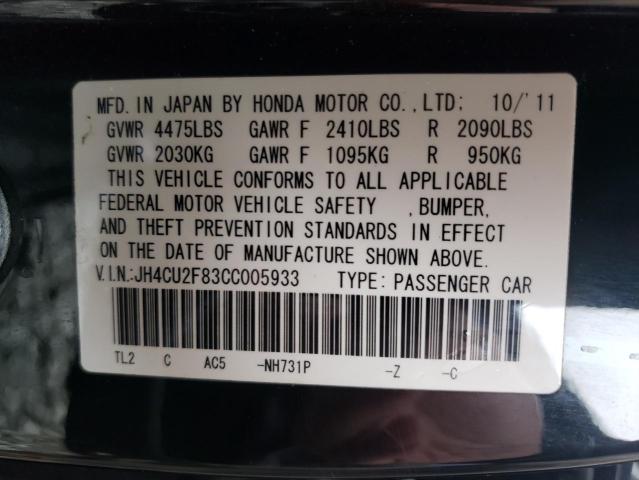 MFD. IN JAPAN BY HONDA MOTOR CO., LTD: 10/'11
GVWR 4475LBS GAWR F 2410LBS R 2090LBS
GVWR 2030KG GAWR F 1095KG R 950KG
THIS VEHICLE CONFORMS TO ALL APPLICABLE
FEDERAL MOTOR VEHICLE SAFETY , BUMPER,
AND THEFT PREVENTION STANDARDS IN EFFECT
ON THE DATE OF MANUFACTURE SHOWN ABOVE.
V.I.N.:JH4CU2F83CC005933 TYPE: PASSENGER CAR
TL2 C AC5 -NH731P -Z -C